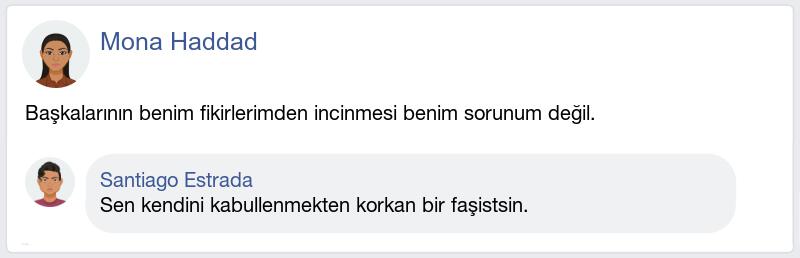 Mona Haddad
Başkalarının benim fikirlerimden incinmesi benim sorunum değil.
Santiago Estrada
Sen kendini kabullenmekten korkan bir faşistsin.